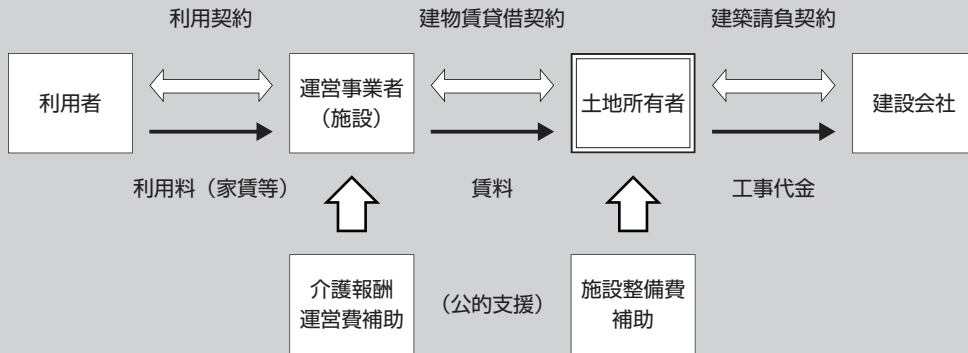 利用契約
建物賃貸借契約
建築請負契約
利用者
運営事業者
（施設）
土地所有者
建設会社
利用料（家賃等）
賃料
工事代金
介護報酬
運営費補助
（公的支援）
施設整備費
補助